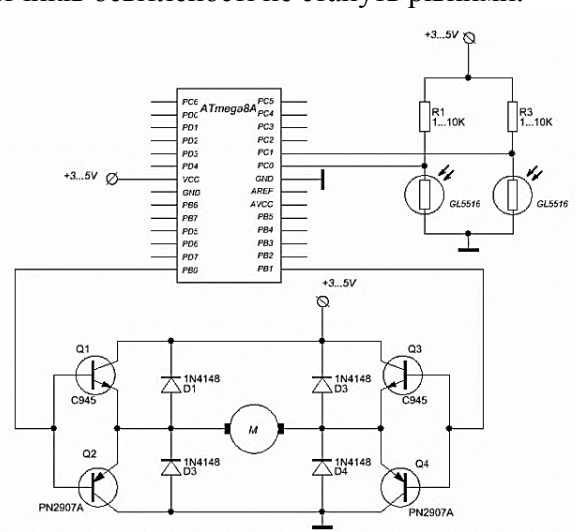 +3...5V
R1
1...10K
R3
1...10K
GL5516
GL5516
ATmega8A
PC6
PD0
PD1
PD2
PD3
PD4
VCC
GND
PB6
PB7
PD5
PD6
PD7
PB0
PC5
PC4
PC3
PC2
PC1
PC0
GND
AREF
AVCC
PB5
PB4
PB3
PB2
PB1
+3...5V
+3...5V
Q1
C945
1N4148
D1
1N4148
D3
Q3
C945
M
Q2
PN2907A
1N4148
D3
1N4148
D4
Q4
PN2907A